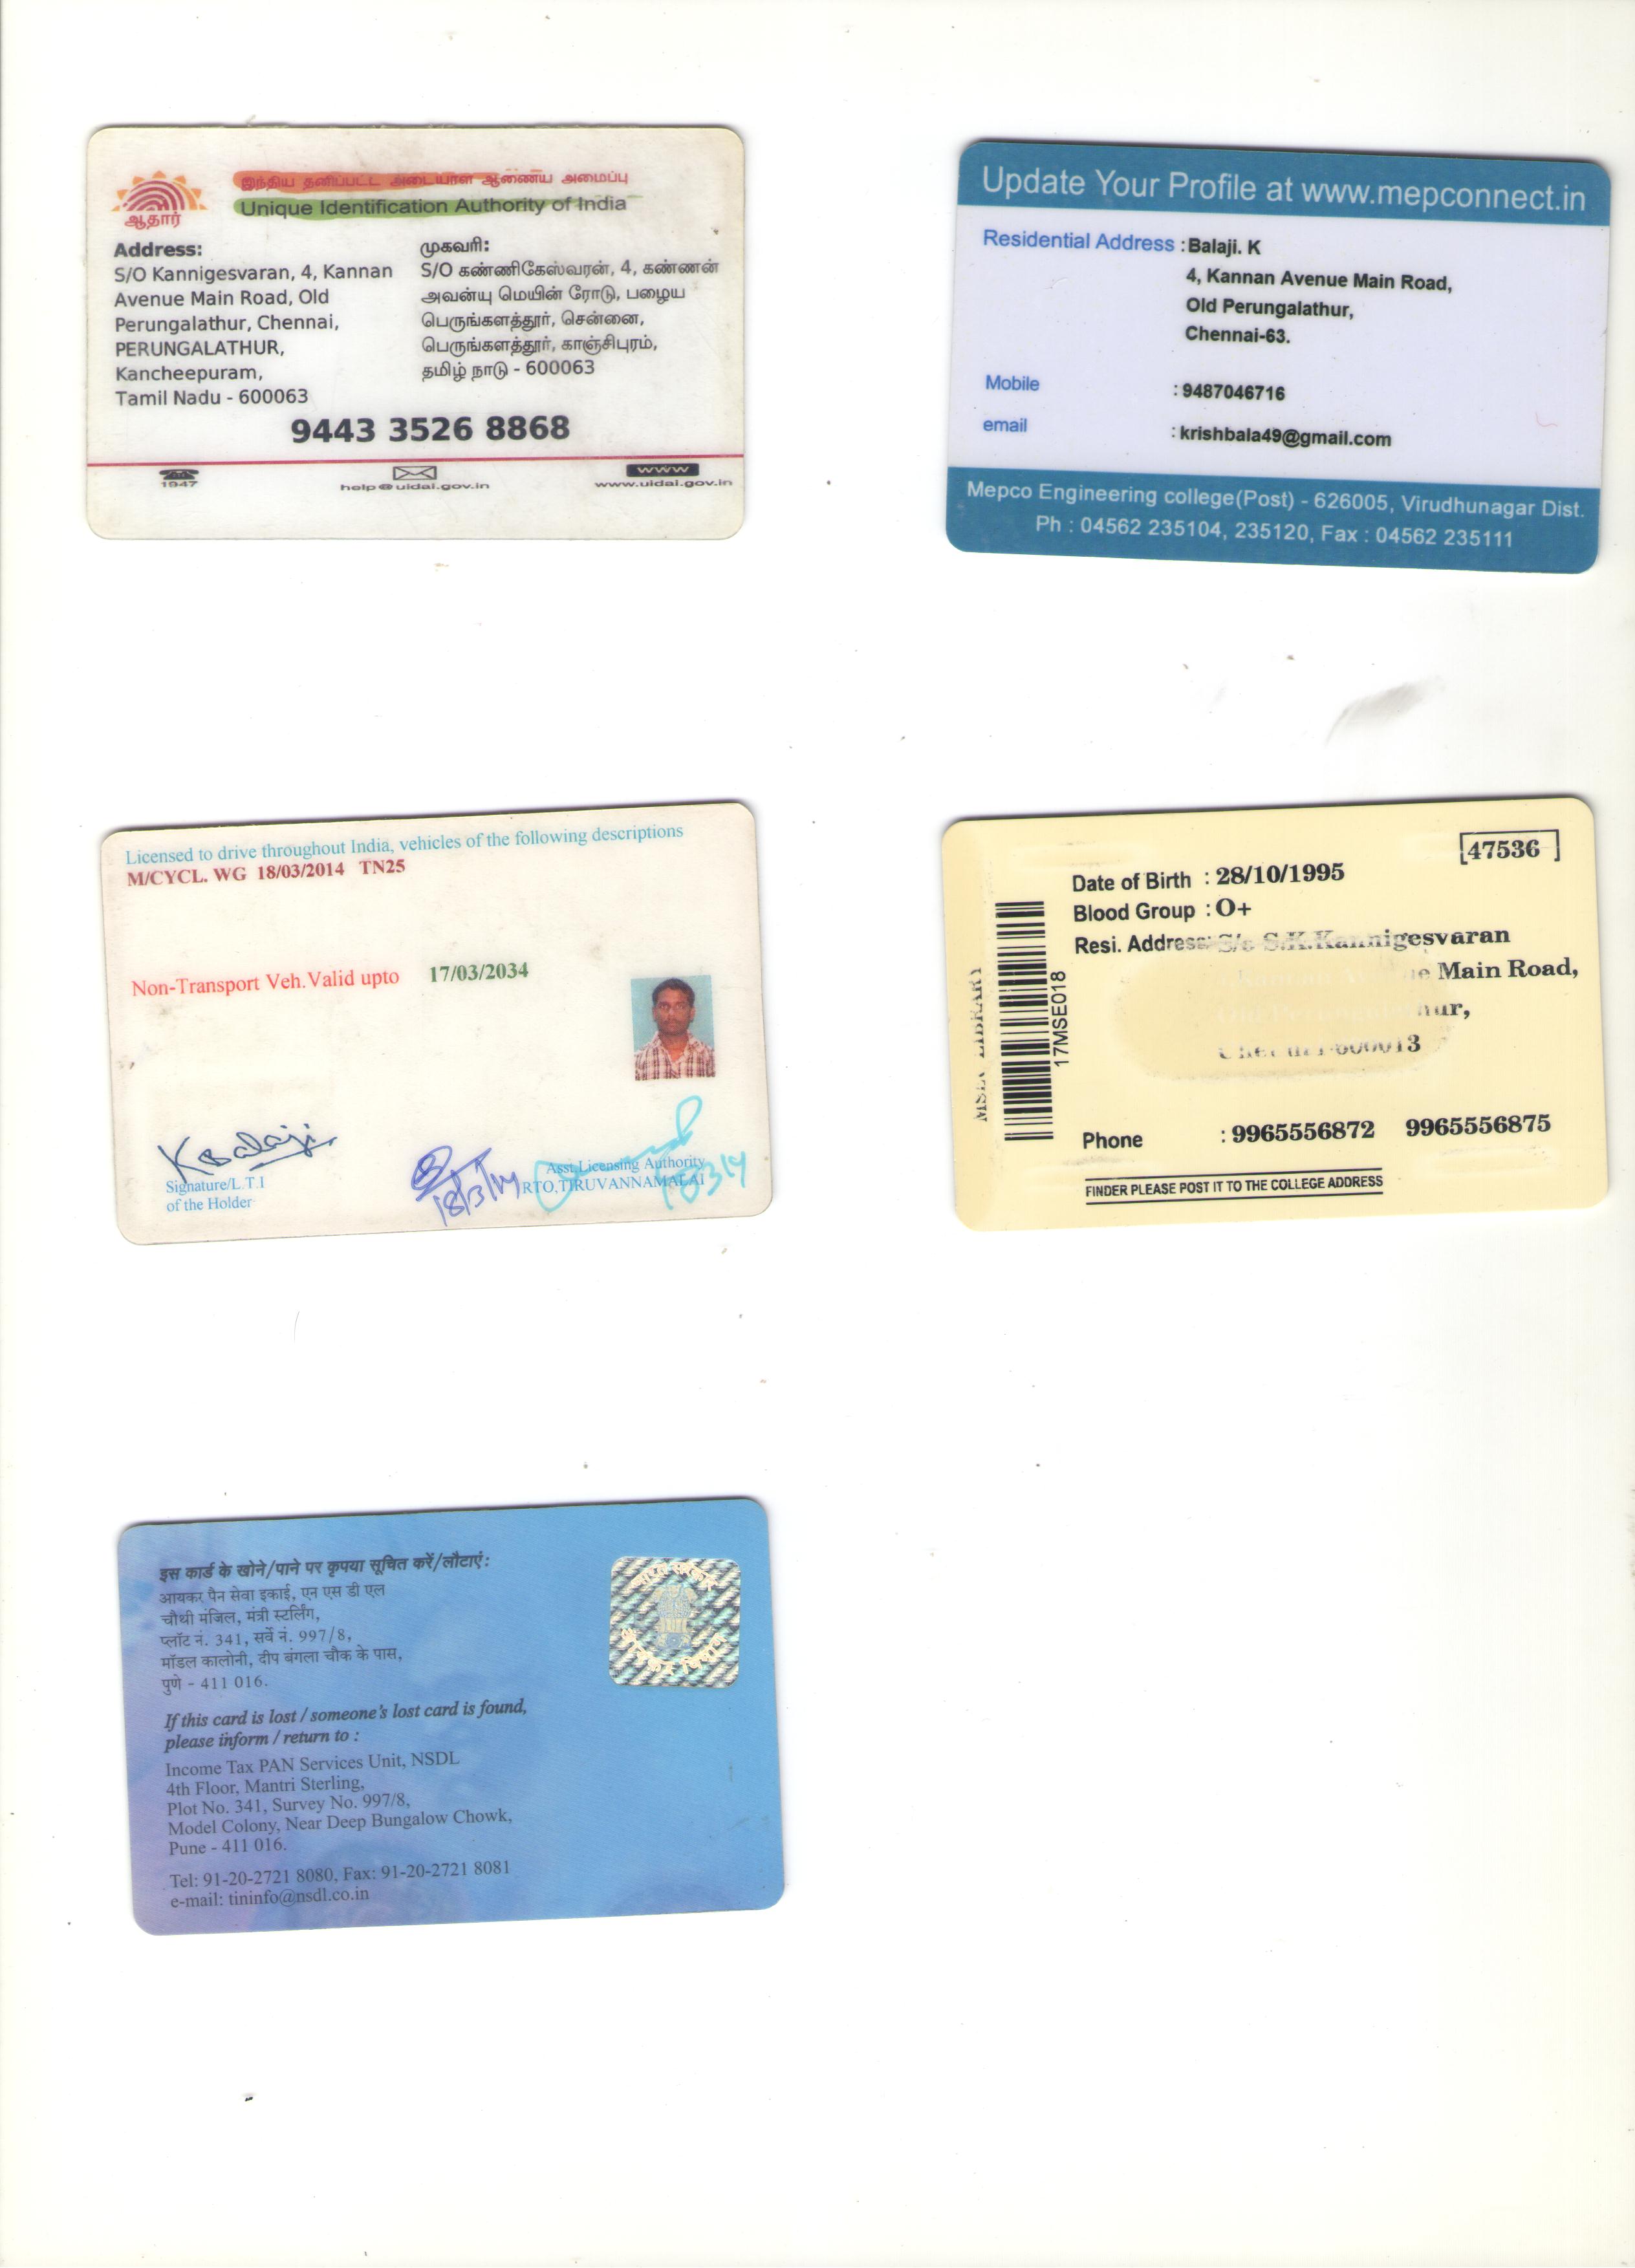 இந்திய தனிப்பட்ட அடையாள ஆணைய அமைப்பு
Unique Identification Authority of India
ஆதார்
Address:
S/O Kannigesvaran, 4, Kannan
Avenue Main Road, Old
Perungalathur, Chennai,
PERUNGALATHUR,
Kancheepuram,
Tamil Nadu - 600063
முகவரி:
S/O கண்ணிகேஸ்வரன், 4, கண்ணன்
அவன்யு மெயின் ரோடு, பழைய
பெருங்களத்தூர், சென்னை,
பெருங்களத்தூர், காஞ்சிபுரம்,
தமிழ் நாடு - 600063
9443 3526 8868
1947
help@uidai.gov.in
www
www.uidai.gov.in
Update Your Profile at www.mepconnect.in
Residential Address : Balaji. K
4, Kannan Avenue Main Road,
Old Perungalathur,
Chennai-63.
Mobile : 9487046716
email : krishbala49@gmail.com
Mepco Engineering college(Post) - 626005, Virudhunagar Dist.
Ph : 04562 235104, 235120, Fax : 04562 235111
Licensed to drive throughout India, vehicles of the following descriptions
M/CYCL. WG 18/03/2014 TN25
Non-Transport Veh.Valid upto 17/03/2034
KBalaji
Signature/L.T.I
of the Holder
18/3/14
Asst.Licensing Authority
RTO,TIRUVANNAMALAI
[47536 ]
Date of Birth : 28/10/1995
Blood Group : O+
Resi. Address: S/o S.K.Kannigesvaran
Main Road,
LIBRARY
17MSE018
Phone : 9965556872 9965556875
FINDER PLEASE POST IT TO THE COLLEGE ADDRESS
इस कार्ड के खोने/पाने पर कृपया सूचित करें/लौटाएं:
आयकर पैन सेवा इकाई, एन एस डी एल
चौथी मंजिल, मंत्री स्टर्लिंग,
प्लॉट नं. 341, सर्वे नं. 997/8,
मॉडल कालोनी, दीप बंगला चौक के पास,
पुणे - 411 016.
If this card is lost / someone's lost card is found,
please inform / return to :
Income Tax PAN Services Unit, NSDL
4th Floor, Mantri Sterling,
Plot No. 341, Survey No. 997/8,
Model Colony, Near Deep Bungalow Chowk,
Pune - 411 016.
Tel: 91-20-2721 8080, Fax: 91-20-2721 8081
e-mail: tininfo@nsdl.co.in